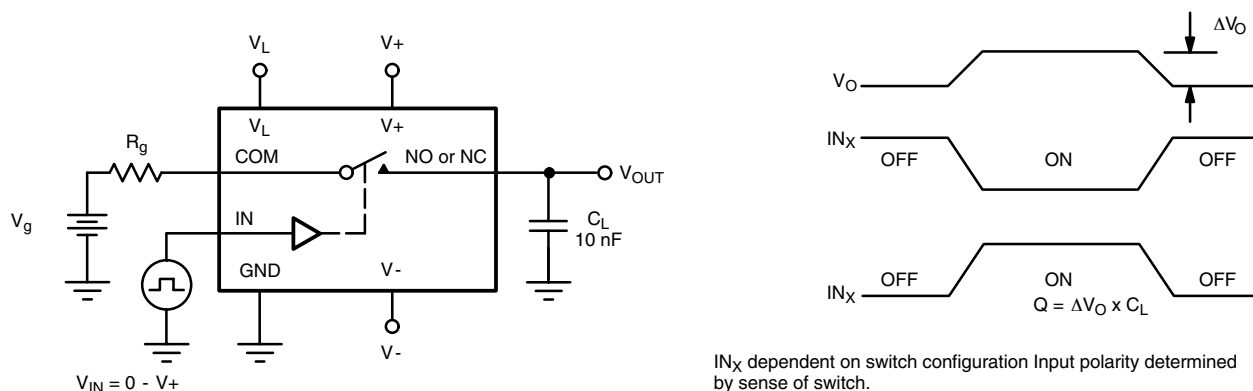 V_L
V+
V_L
V+
R_g
COM
NO or NC
V_OUT
V_g
IN
C_L
10 nF
GND
V-
V-
V_IN = 0 - V+
ΔV_O
V_O
IN_X
OFF
ON
OFF
OFF
ON
OFF
IN_X
Q = ΔV_O x C_L
IN_X dependent on switch configuration Input polarity determined
by sense of switch.